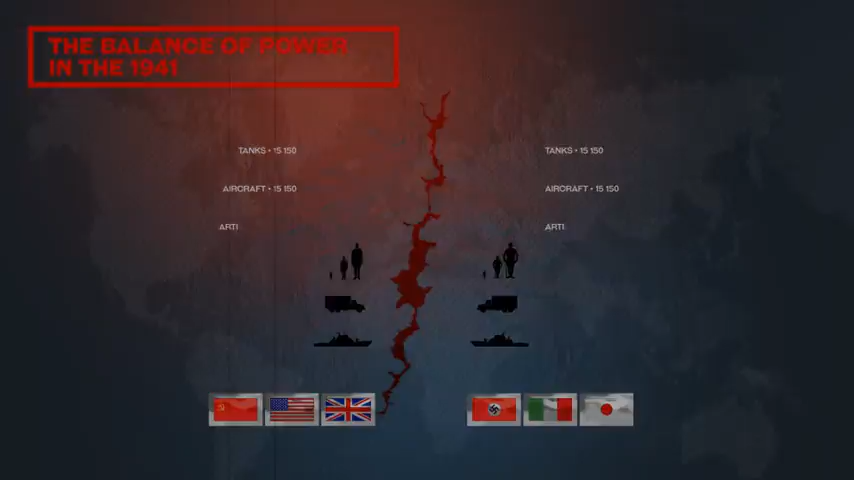 THE BALANCE OF POWER
IN THE 1941
TANKS • 15 150
TANKS • 15 150
AIRCRAFT • 15 150
AIRCRAFT • 15 150
ARTI
ARTI